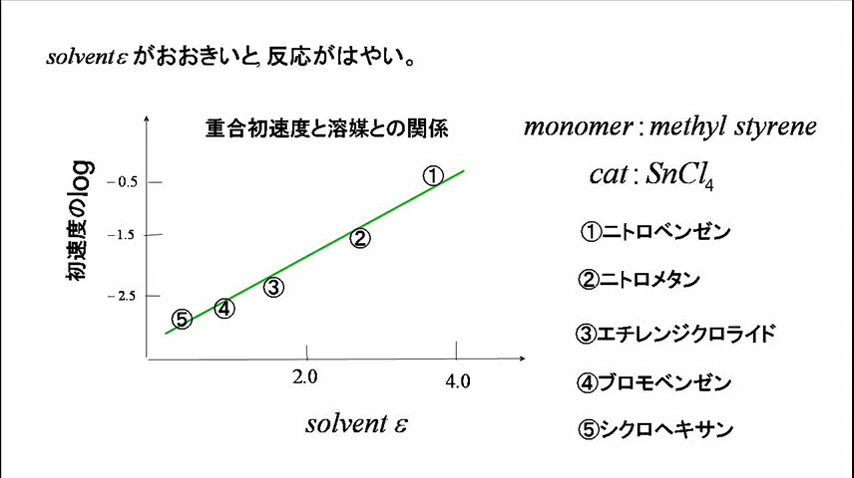 solvent ε がおおきいと, 反応がはやい。
重合初速度と溶媒との関係
monomer : methyl styrene
cat : SnCl4
初速度のlog
−0.5
−1.5
−2.5
①
②
③
④
⑤
2.0
4.0
solvent ε
①ニトロベンゼン
②ニトロメタン
③エチレンジクロライド
④ブロモベンゼン
⑤シクロヘキサン